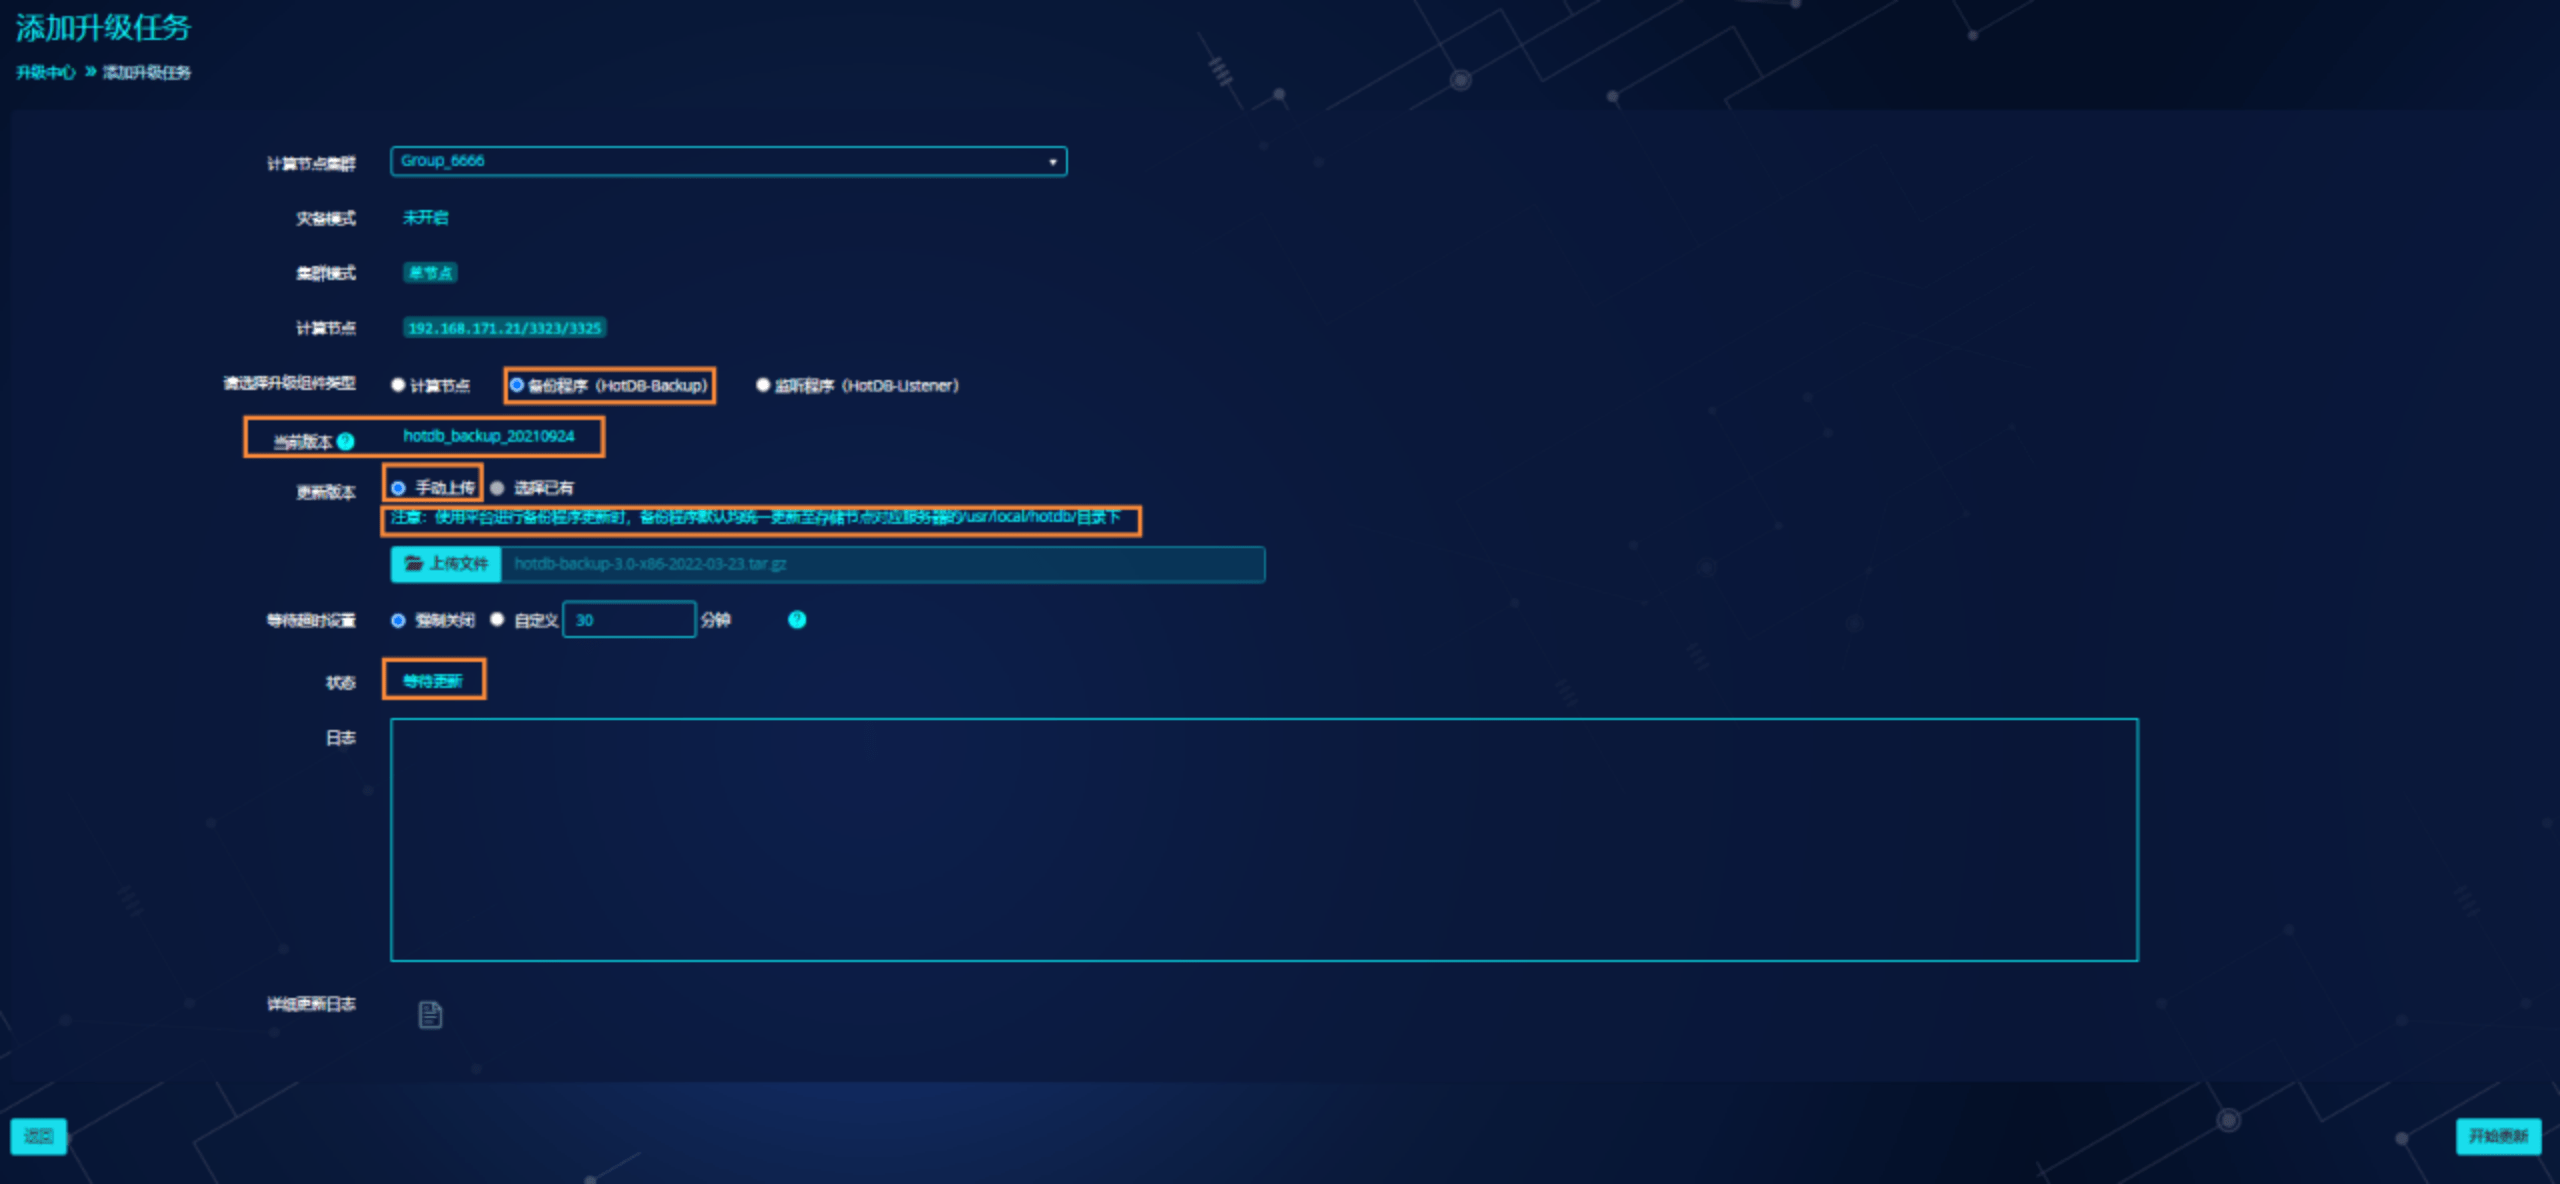 添加升级任务
升级中心 » 添加升级任务
计算节点集群 Group_6666
灾备模式 未开启
集群模式 单节点
计算节点 192.168.171.21/3323/3325
请选择升级组件类型 计算节点 备份程序（HotDB-Backup） 监听程序（HotDB-Listener）
当前版本 ? hotdb_backup_20210924
更新版本 手动上传 选择已有
注意：使用平台进行备份程序更新时，备份程序默认均统一更新至存储节点对应服务器的/usr/local/hotdb/目录下
上传文件 hotdb-backup-3.0-x86-2022-03-23.tar.gz
等待超时设置 强制关闭 自定义 30 分钟 ?
状态 等待更新
日志
详细更新日志
返回 开始更新